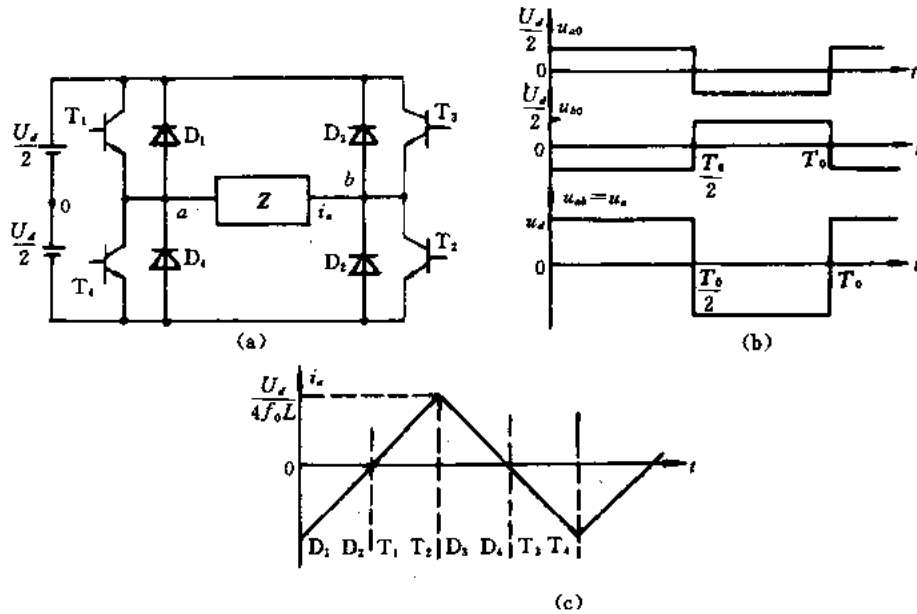 U_d/2
T₁
D₁
D₃
T₃
0
a
Z
b
i_a
U_d/2
T₄
D₄
D₂
T₂
(a)
U_d/2
u_a0
0
t
U_d/2
u_b0
0
T₀/2
T₀
u_ab=u_a
u_d
0
T₀/2
T₀
t
(b)
U_d/4f₀L
i_a
0
t
D₁ D₂ T₁ T₂ D₃ D₄ T₃ T₄
(c)